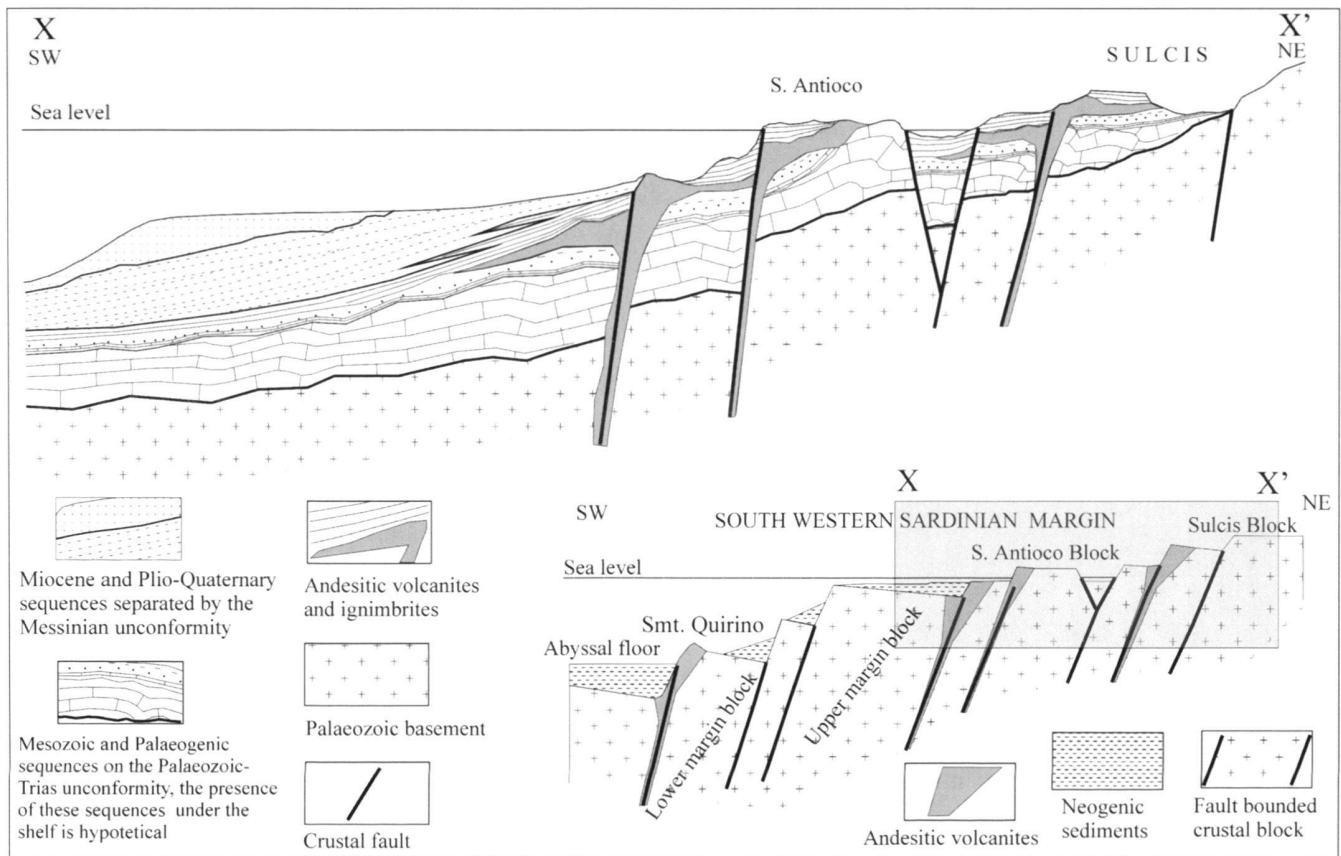 X
SW
X'
NE
SULCIS
S. Antioco
Sea level
Miocene and Plio-Quaternary
sequences separated by the
Messinian unconformity
Mesozoic and Palaeogenic
sequences on the Palaeozoic-
Trias unconformity, the presence
of these sequences under the
shelf is hypotetical
Andesitic volcanites
and ignimbrites
Palaeozoic basement
Crustal fault
X
X'
SW
NE
SOUTH WESTERN SARDINIAN MARGIN
Sulcis Block
S. Antioco Block
Sea level
Smt. Quirino
Abyssal floor
Lower margin block
Upper margin block
Andesitic volcanites
Neogenic
sediments
Fault bounded
crustal block